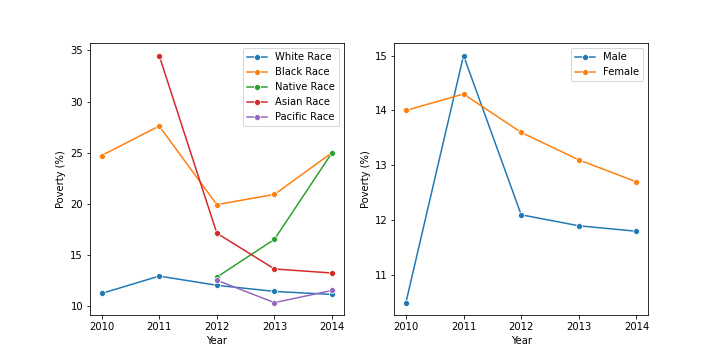 35
30
25
20
15
10
Poverty (%)
2010 2011 2012 2013 2014
Year
White Race
Black Race
Native Race
Asian Race
Pacific Race
15
14
13
12
11
Poverty (%)
2010 2011 2012 2013 2014
Year
Male
Female